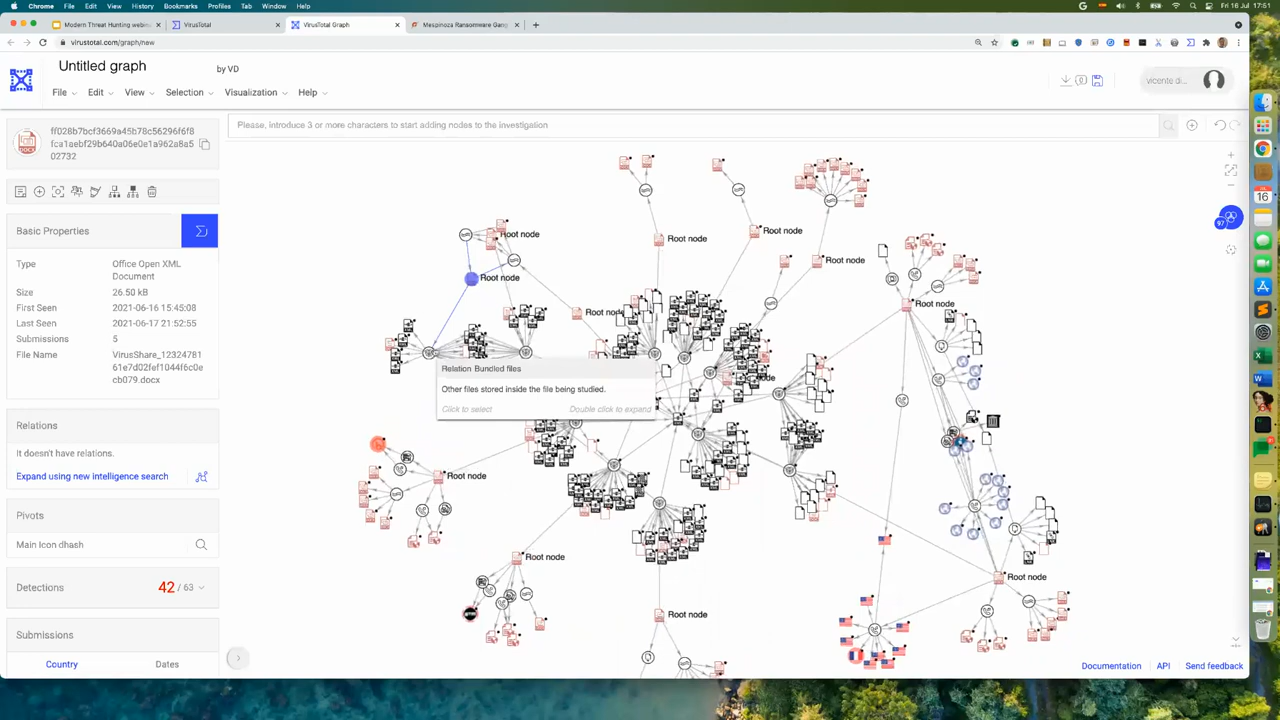 Chrome File Edit View History Bookmarks Profiles Tab Window Help
Fri 16 Jul 17:51
Modern Threat Hunting webina
VirusTotal
VirusTotal Graph
Mespinoza Ransomware Gang
virustotal.com/graph/new
Untitled graph
by VD
File Edit View Selection Visualization Help
vicente di...
ff028b7bcf3669a45b78c56296f6f8
fca1aebf29b640a06e0e1a962a8a5
02732
Please, introduce 3 or more characters to start adding nodes to the investigation
Basic Properties
Type Office Open XML
Document
Size 26.50 kB
First Seen 2021-06-16 15:45:08
Last Seen 2021-06-17 21:52:55
Submissions 5
File Name VirusShare_12324781
61e7d02fef1044f6c0e
cb079.docx
Relations
It doesn't have relations.
Expand using new intelligence search
Pivots
Main Icon dhash
Detections 42 / 63
Submissions
Country Dates
97
Root node
Root node
Root node
Root node
Root node
Root node
Root node
Root node
Root node
Root node
Root node
Relation Bundled files
Other files stored inside the file being studied.
Click to select Double click to expand
Documentation API Send feedback